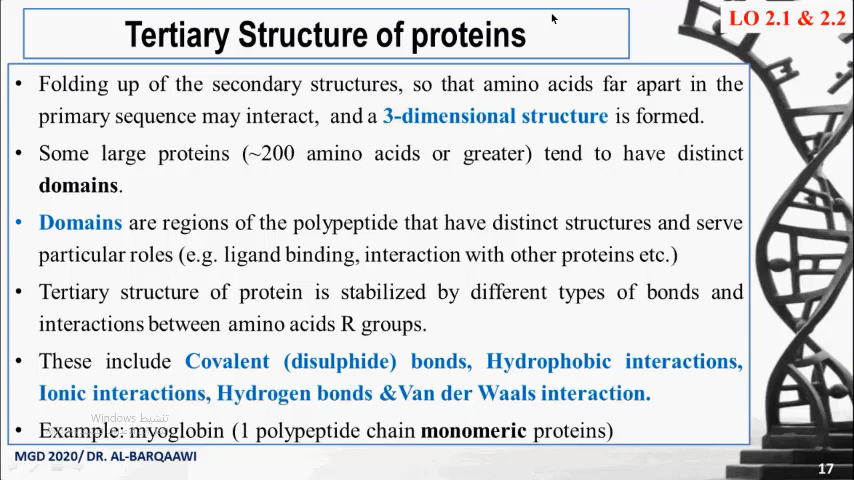 Tertiary Structure of proteins
LO 2.1 & 2.2
• Folding up of the secondary structures, so that amino acids far apart in the
primary sequence may interact, and a 3-dimensional structure is formed.
• Some large proteins (~200 amino acids or greater) tend to have distinct
domains.
• Domains are regions of the polypeptide that have distinct structures and serve
particular roles (e.g. ligand binding, interaction with other proteins etc.)
• Tertiary structure of protein is stabilized by different types of bonds and
interactions between amino acids R groups.
• These include Covalent (disulphide) bonds, Hydrophobic interactions,
Ionic interactions, Hydrogen bonds &Van der Waals interaction.
تنشيط Windows
• Example: myoglobin (1 polypeptide chain monomeric proteins)
MGD 2020/ DR. AL-BARQAAWI
17